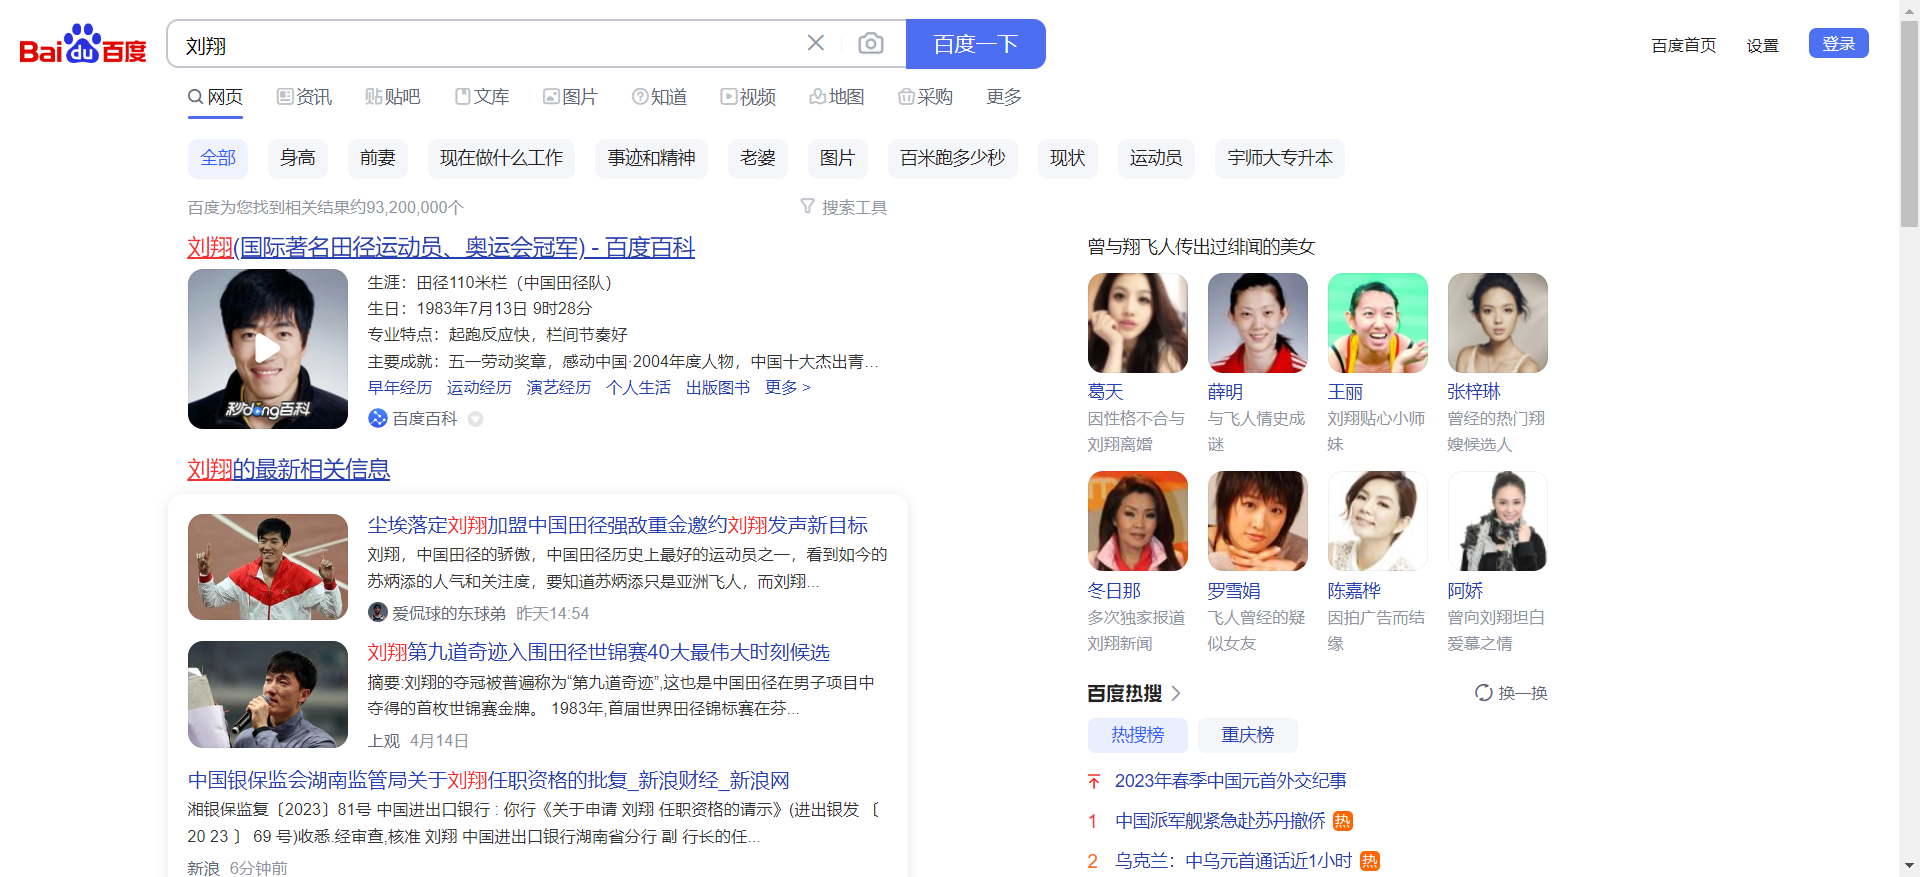 Bai du 百度
刘翔
百度一下
百度首页 设置 登录
网页 资讯 贴吧 文库 图片 知道 视频 地图 采购 更多
全部 身高 前妻 现在做什么工作 事迹和精神 老婆 图片 百米跑多少秒 现状 运动员 宇师大专升本
百度为您找到相关结果约93,200,000个
搜索工具
刘翔(国际著名田径运动员、奥运会冠军) - 百度百科
秒dong百科
生涯：田径110米栏（中国田径队）
生日：1983年7月13日 9时28分
专业特点：起跑反应快，栏间节奏好
主要成就：五一劳动奖章，感动中国·2004年度人物，中国十大杰出青...
早年经历 运动经历 演艺经历 个人生活 出版图书 更多 >
百度百科
刘翔的最新相关信息
尘埃落定刘翔加盟中国田径强敌重金邀约刘翔发声新目标
刘翔，中国田径的骄傲，中国田径历史上最好的运动员之一，看到如今的
苏炳添的人气和关注度，要知道苏炳添只是亚洲飞人，而刘翔...
爱侃球的东球弟 昨天14:54
刘翔第九道奇迹入围田径世锦赛40大最伟大时刻候选
摘要:刘翔的夺冠被普遍称为“第九道奇迹”,这也是中国田径在男子项目中
夺得的首枚世锦赛金牌。 1983年,首届世界田径锦标赛在芬...
上观 4月14日
中国银保监会湖南监管局关于刘翔任职资格的批复_新浪财经_新浪网
湘银保监复〔2023〕81号 中国进出口银行 : 你行《关于申请 刘翔 任职资格的请示》(进出银发 〔
20 23 〕 69 号)收悉.经审查,核准 刘翔 中国进出口银行湖南省分行 副 行长的任...
新浪 6分钟前
曾与翔飞人传出过绯闻的美女
葛天 薛明 王丽 张梓琳
因性格不合与 与飞人情史成 刘翔贴心小师 曾经的热门翔
刘翔离婚 谜 妹 嫂候选人
冬日那 罗雪娟 陈嘉桦 阿娇
多次独家报道 飞人曾经的疑 因拍广告而结 曾向刘翔坦白
刘翔新闻 似女友 缘 爱慕之情
百度热搜 换一换
热搜榜 重庆榜
2023年春季中国元首外交纪事
1 中国派军舰紧急赴苏丹撤侨 热
2 乌克兰：中乌元首通话近1小时 热